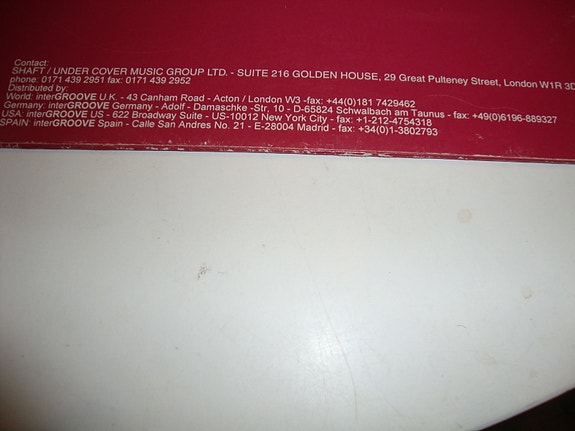 Contact:
SHAFT / UNDER COVER MUSIC GROUP LTD. - SUITE 216 GOLDEN HOUSE, 29 Great Pulteney Street, London W1R 3D
phone: 0171 439 2951 fax: 0171 439 2952
Distributed by:
World: interGROOVE U.K. - 43 Canham Road - Acton / London W3 -fax: +44(0)181 7429462
Germany: interGROOVE Germany - Adolf - Damaschke -Str, 10 - D-65824 Schwalbach am Taunus - fax: +49(0)6196-889327
USA: interGROOVE US - 622 Broadway Suite - US-10012 New York City - fax: +1-212-4754318
SPAIN: interGROOVE Spain - Calle San Andres No. 21 - E-28004 Madrid - fax: +34(0)1-3802793